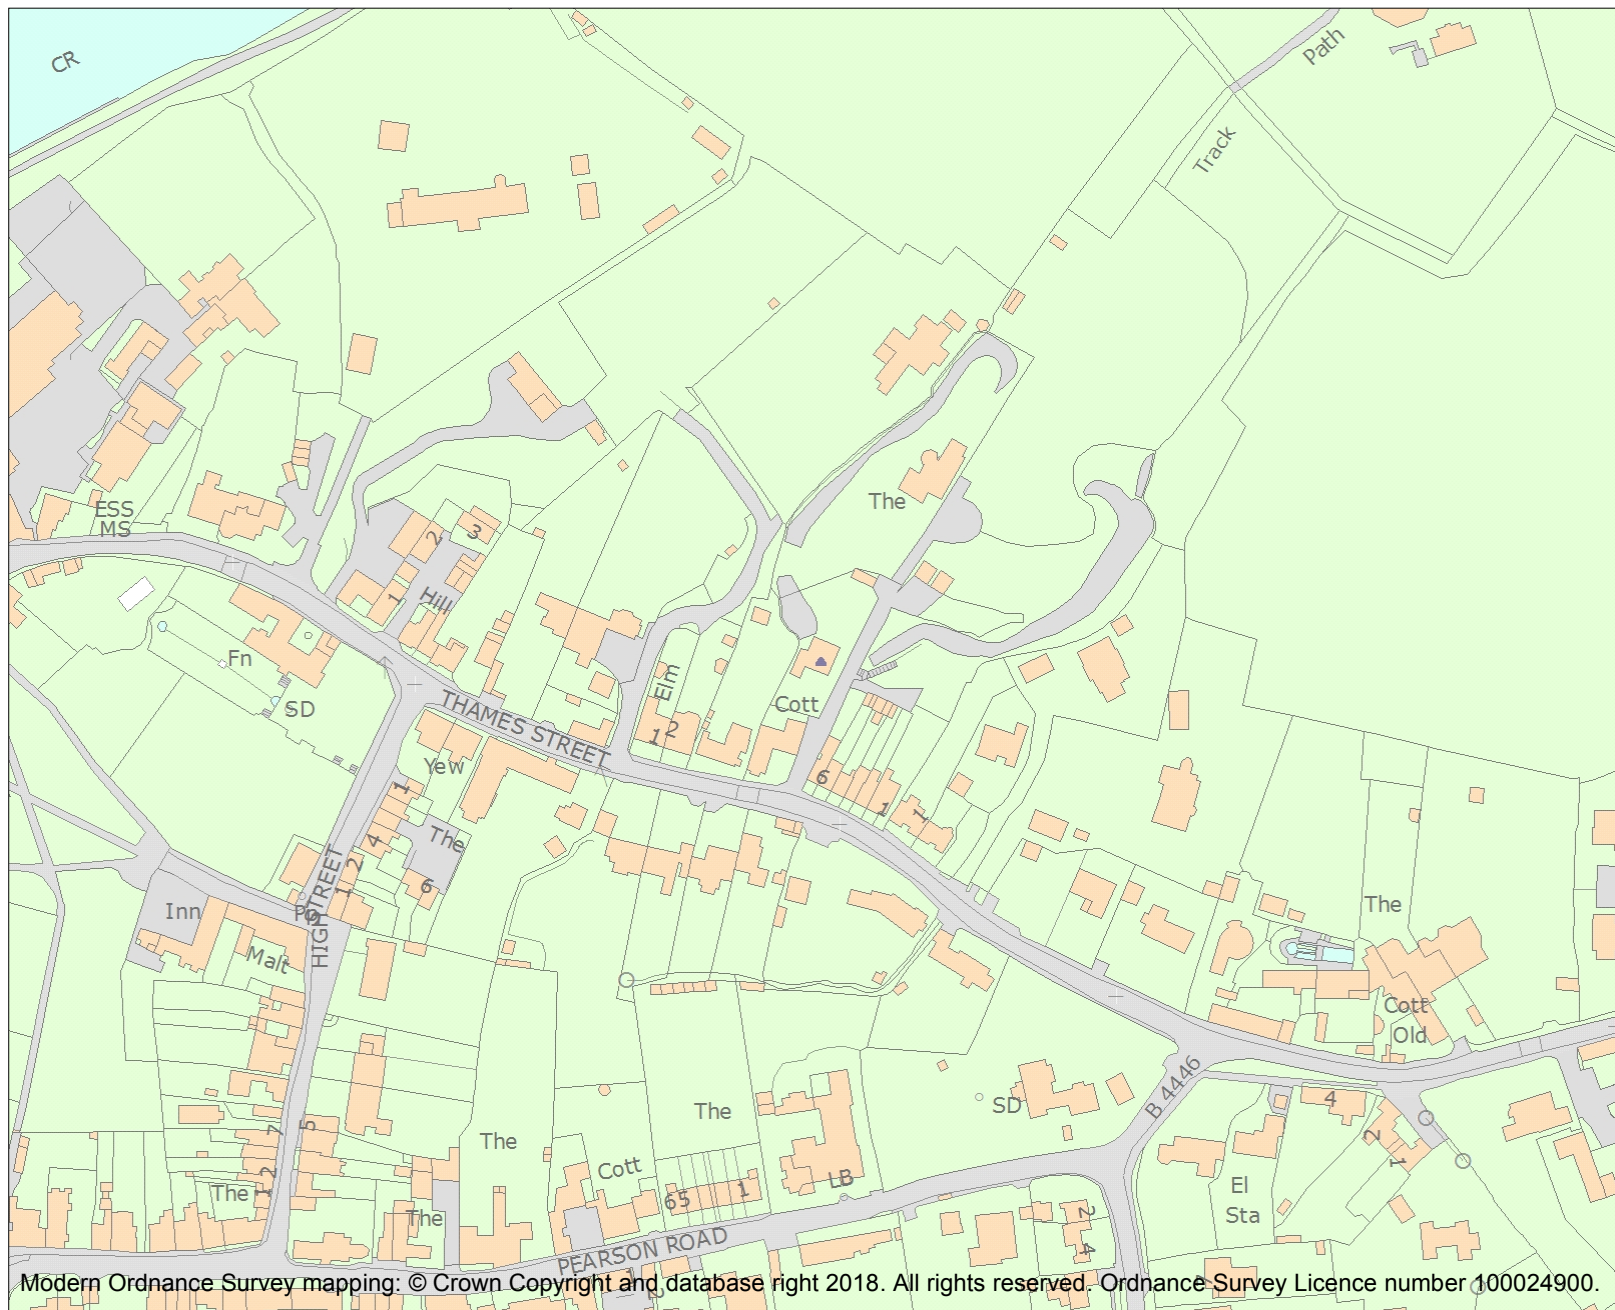 CR
Path
Track
ESS
MS
The
2
3
1
Hill
Fn
SD
Elm
Cott
THAMES STREET
1
2
Yew
6
1
1
1
The
4
2
1
6
HIGH STREET
Inn
Malt
The
Cott
Old
B 4446
SD
4
2
1
The
The
7
5
2
1
The
The
Cott
65
1
LB
El
Sta
2
4
PEARSON ROAD
Modern Ordnance Survey mapping: © Crown Copyright and database right 2018. All rights reserved. Ordnance Survey Licence number 100024900.